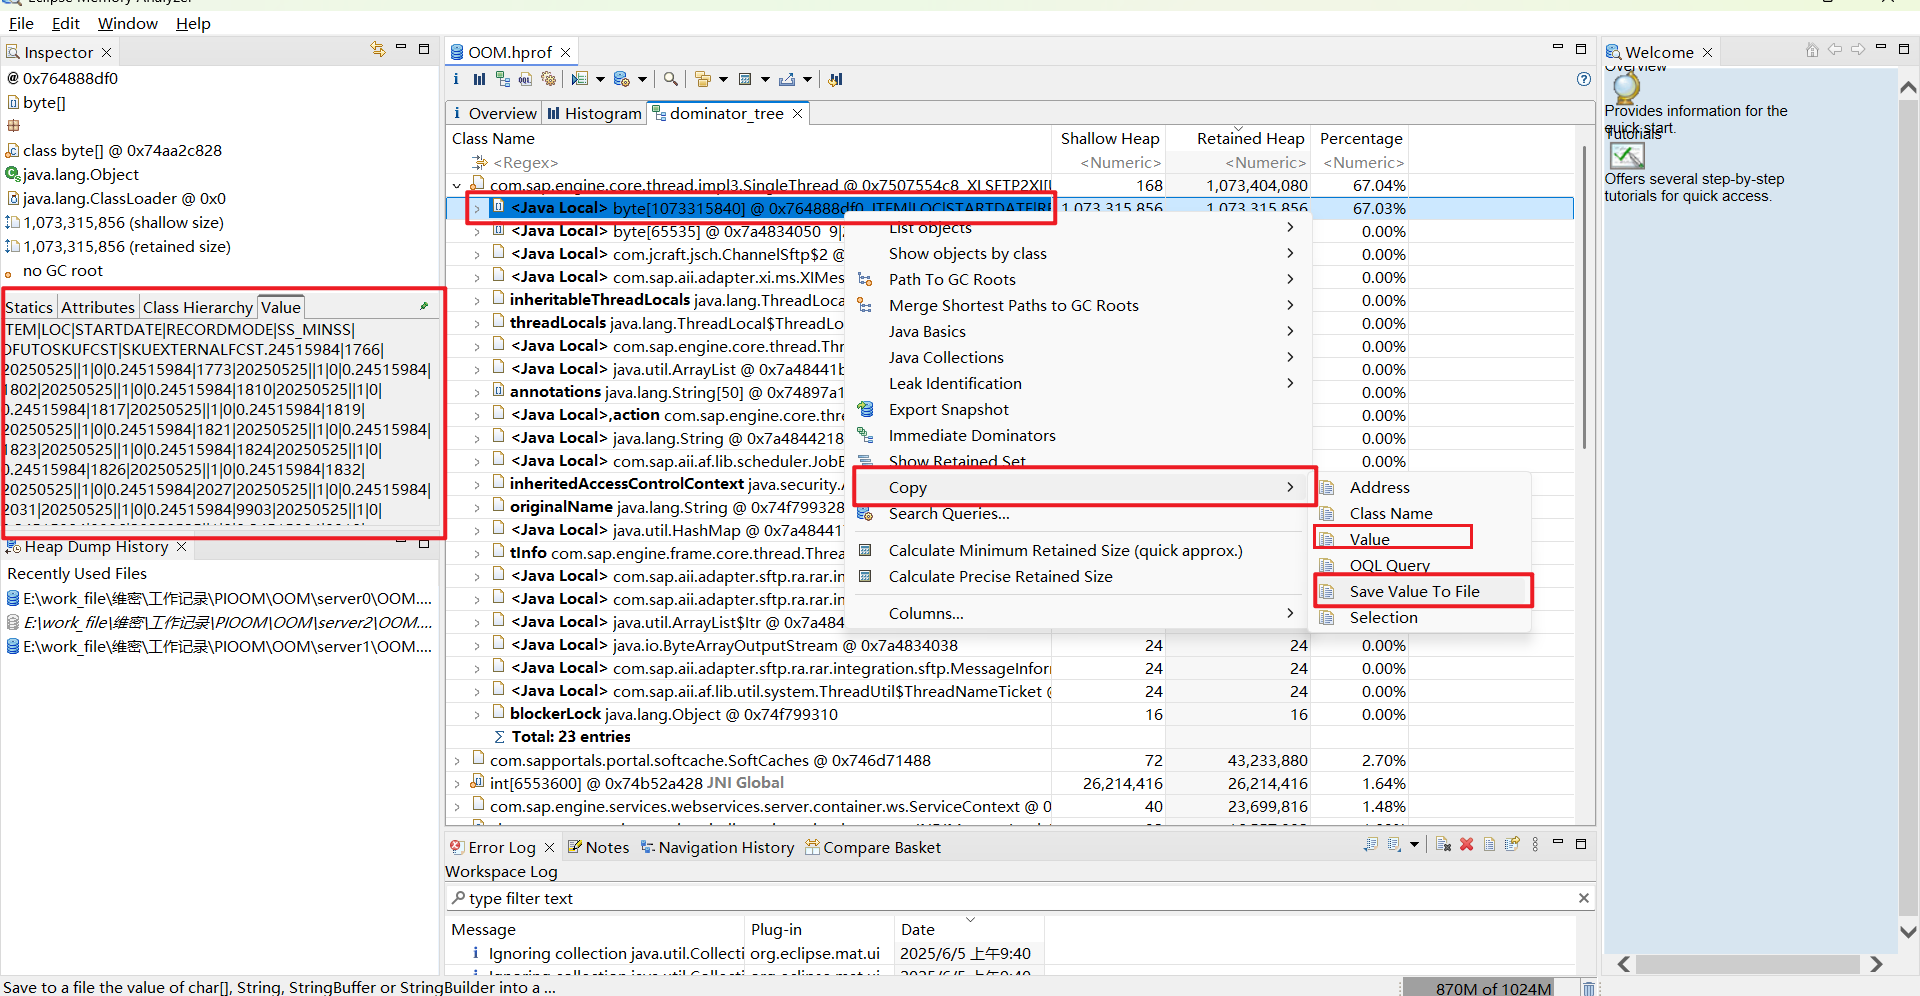 Eclipse Memory Analyzer
File Edit Window Help
Inspector
@ 0x764888df0
byte[]
class byte[] @ 0x74aa2c828
java.lang.Object
java.lang.ClassLoader @ 0x0
1,073,315,856 (shallow size)
1,073,315,856 (retained size)
no GC root
Statics Attributes Class Hierarchy Value
TEM|LOC|STARTDATE|RECORDMODE|SS_MINSS|
DFUTOSKUFCST|SKUEXTERNALFCST.24515984|1766|
20250525||1|0|0.24515984|1773|20250525||1|0|0.24515984|
1802|20250525||1|0|0.24515984|1810|20250525||1|0|
0.24515984|1817|20250525||1|0|0.24515984|1819|
20250525||1|0|0.24515984|1821|20250525||1|0|0.24515984|
1823|20250525||1|0|0.24515984|1824|20250525||1|0|
0.24515984|1826|20250525||1|0|0.24515984|1832|
20250525||1|0|0.24515984|2027|20250525||1|0|0.24515984|
2031|20250525||1|0|0.24515984|9903|20250525||1|0|
Heap Dump History
Recently Used Files
E:\work_file\维密\工作记录\PIOOM\OOM\server0\OOM....
E:\work_file\维密\工作记录\PIOOM\OOM\server2\OOM....
E:\work_file\维密\工作记录\PIOOM\OOM\server1\OOM....
OOM.hprof
i Overview Histogram dominator_tree
Class Name Shallow Heap Retained Heap Percentage
<Regex> <Numeric> <Numeric> <Numeric>
com.sap.engine.core.thread.impl3.SingleThread @ 0x7507554c8 XI SFTP2XI[ 168 1,073,404,080 67.04%
<Java Local> byte[1073315840] @ 0x764888df0 ITEM|LOC|STARTDATE|RE 1,073,315,856 1,073,315,856 67.03%
<Java Local> byte[65535] @ 0x7a4834050 9| 0.00%
<Java Local> com.jcraft.jsch.ChannelSftp$2 @ 0.00%
<Java Local> com.sap.aii.adapter.xi.ms.XIMes 0.00%
inheritableThreadLocals java.lang.ThreadLoca 0.00%
threadLocals java.lang.ThreadLocal$ThreadLo 0.00%
<Java Local> com.sap.engine.core.thread.Thr 0.00%
<Java Local> java.util.ArrayList @ 0x7a48441b 0.00%
annotations java.lang.String[50] @ 0x74897a1 0.00%
<Java Local>,action com.sap.engine.core.thre 0.00%
<Java Local> java.lang.String @ 0x7a4844218 0.00%
<Java Local> com.sap.aii.af.lib.scheduler.JobE 0.00%
inheritedAccessControlContext java.security.A
originalName java.lang.String @ 0x74f799328
<Java Local> java.util.HashMap @ 0x7a48441
tInfo com.sap.engine.frame.core.thread.Threa
<Java Local> com.sap.aii.adapter.sftp.ra.rar.in
<Java Local> com.sap.aii.adapter.sftp.ra.rar.in
<Java Local> java.util.ArrayList$Itr @ 0x7a484
<Java Local> java.io.ByteArrayOutputStream @ 0x7a4834038 24 24 0.00%
<Java Local> com.sap.aii.adapter.sftp.ra.rar.integration.sftp.MessageInfor 24 24 0.00%
<Java Local> com.sap.aii.af.lib.util.system.ThreadUtil$ThreadNameTicket @ 24 24 0.00%
blockerLock java.lang.Object @ 0x74f799310 16 16 0.00%
∑ Total: 23 entries
com.sapportals.portal.softcache.SoftCaches @ 0x746d71488 72 43,233,880 2.70%
int[6553600] @ 0x74b52a428 JNI Global 26,214,416 26,214,416 1.64%
com.sap.engine.services.webservices.server.container.ws.ServiceContext @ 0 40 23,699,816 1.48%
List objects
Show objects by class
Path To GC Roots
Merge Shortest Paths to GC Roots
Java Basics
Java Collections
Leak Identification
Export Snapshot
Immediate Dominators
Show Retained Set
Copy
Search Queries...
Calculate Minimum Retained Size (quick approx.)
Calculate Precise Retained Size
Columns...
Address
Class Name
Value
OQL Query
Save Value To File
Selection
Error Log Notes Navigation History Compare Basket
Workspace Log
type filter text
Message Plug-in Date
i Ignoring collection java.util.Collecti org.eclipse.mat.ui 2025/6/5 上午9:40
Ignoring collection java.util.Collecti org.eclipse.mat.ui 2025/6/5 上午9:40
Welcome
Overview
Provides information for the
quick start.
Tutorials
Offers several step-by-step
tutorials for quick access.
Save to a file the value of char[], String, StringBuffer or StringBuilder into a ...
870M of 1024M